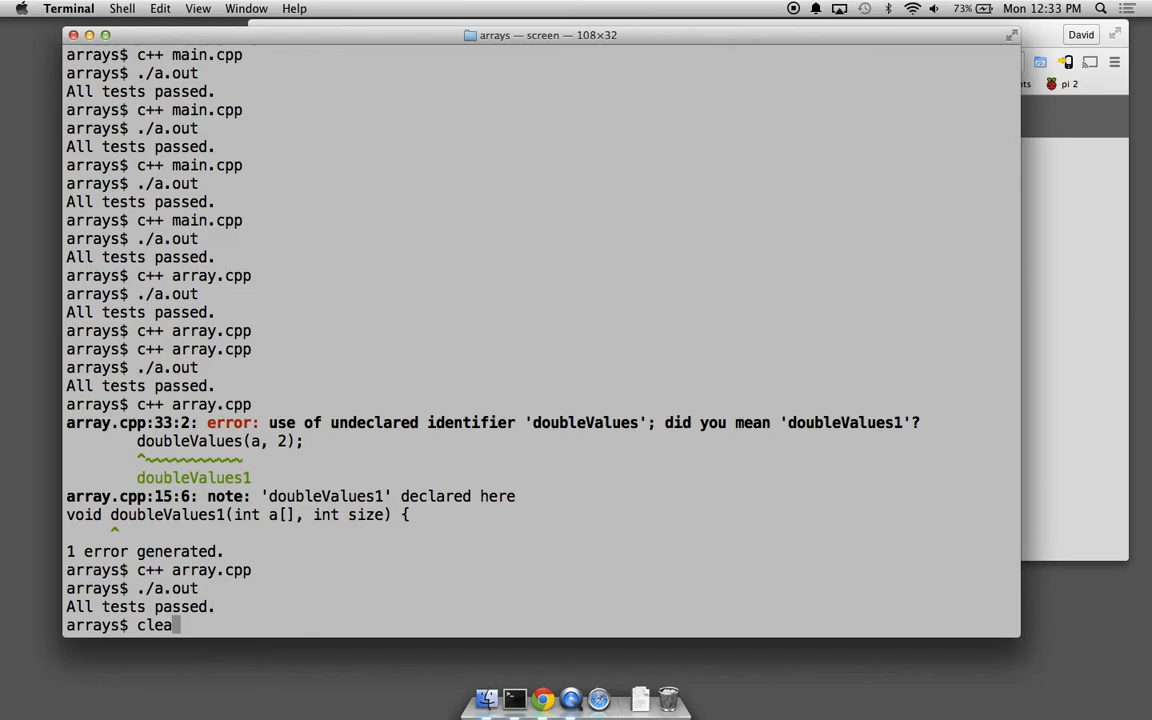 Terminal Shell Edit View Window Help 73% Mon 12:33 PM
arrays — screen — 108×32
David
arrays$ c++ main.cpp
arrays$ ./a.out
All tests passed.
arrays$ c++ main.cpp
arrays$ ./a.out
All tests passed.
arrays$ c++ main.cpp
arrays$ ./a.out
All tests passed.
arrays$ c++ main.cpp
arrays$ ./a.out
All tests passed.
arrays$ c++ array.cpp
arrays$ ./a.out
All tests passed.
arrays$ c++ array.cpp
arrays$ c++ array.cpp
arrays$ ./a.out
All tests passed.
arrays$ c++ array.cpp
array.cpp:33:2: error: use of undeclared identifier 'doubleValues'; did you mean 'doubleValues1'?
doubleValues(a, 2);
^~~~~~~~~~~~
doubleValues1
array.cpp:15:6: note: 'doubleValues1' declared here
void doubleValues1(int a[], int size) {
^
1 error generated.
arrays$ c++ array.cpp
arrays$ ./a.out
All tests passed.
arrays$ clea
nts pi 2